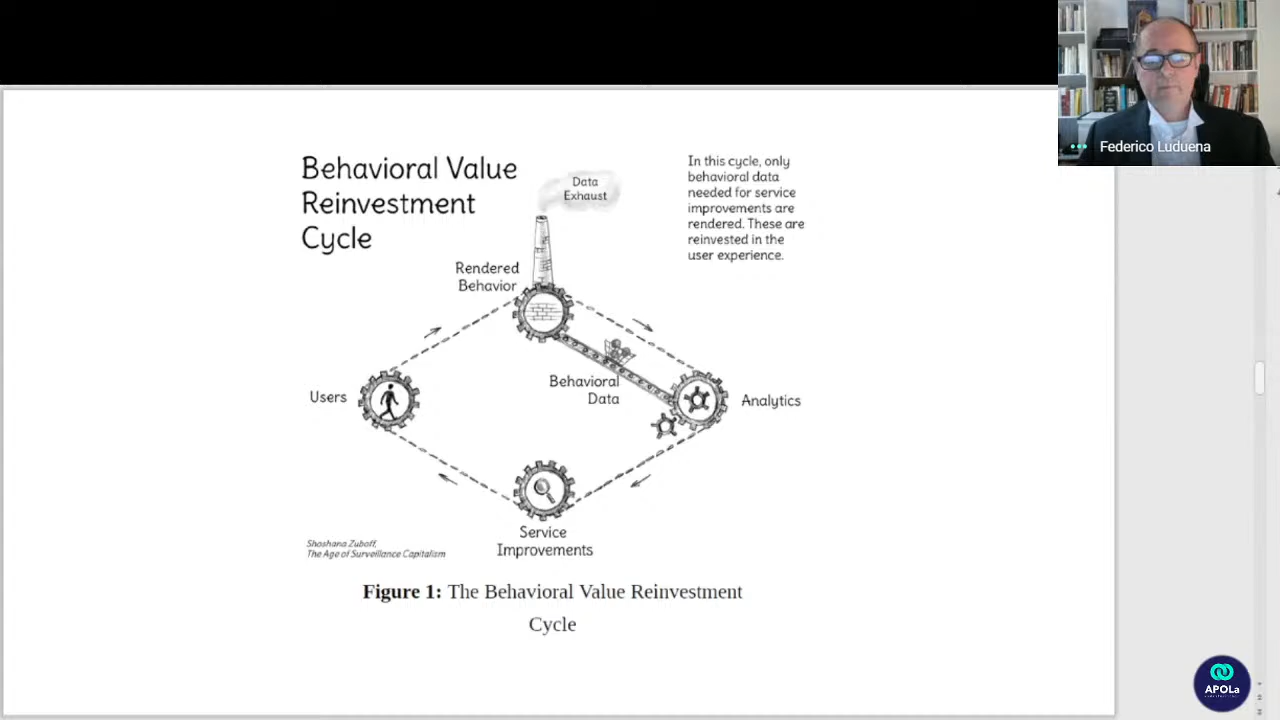 Federico Luduena
Behavioral Value
Reinvestment
Cycle
Data
Exhaust
In this cycle, only
behavioral data
needed for service
improvements are
rendered. These are
reinvested in the
user experience.
Rendered
Behavior
Users
Behavioral
Data
Analytics
Service
Improvements
Shoshana Zuboff,
The Age of Surveillance Capitalism
Figure 1: The Behavioral Value Reinvestment
Cycle
APOLa